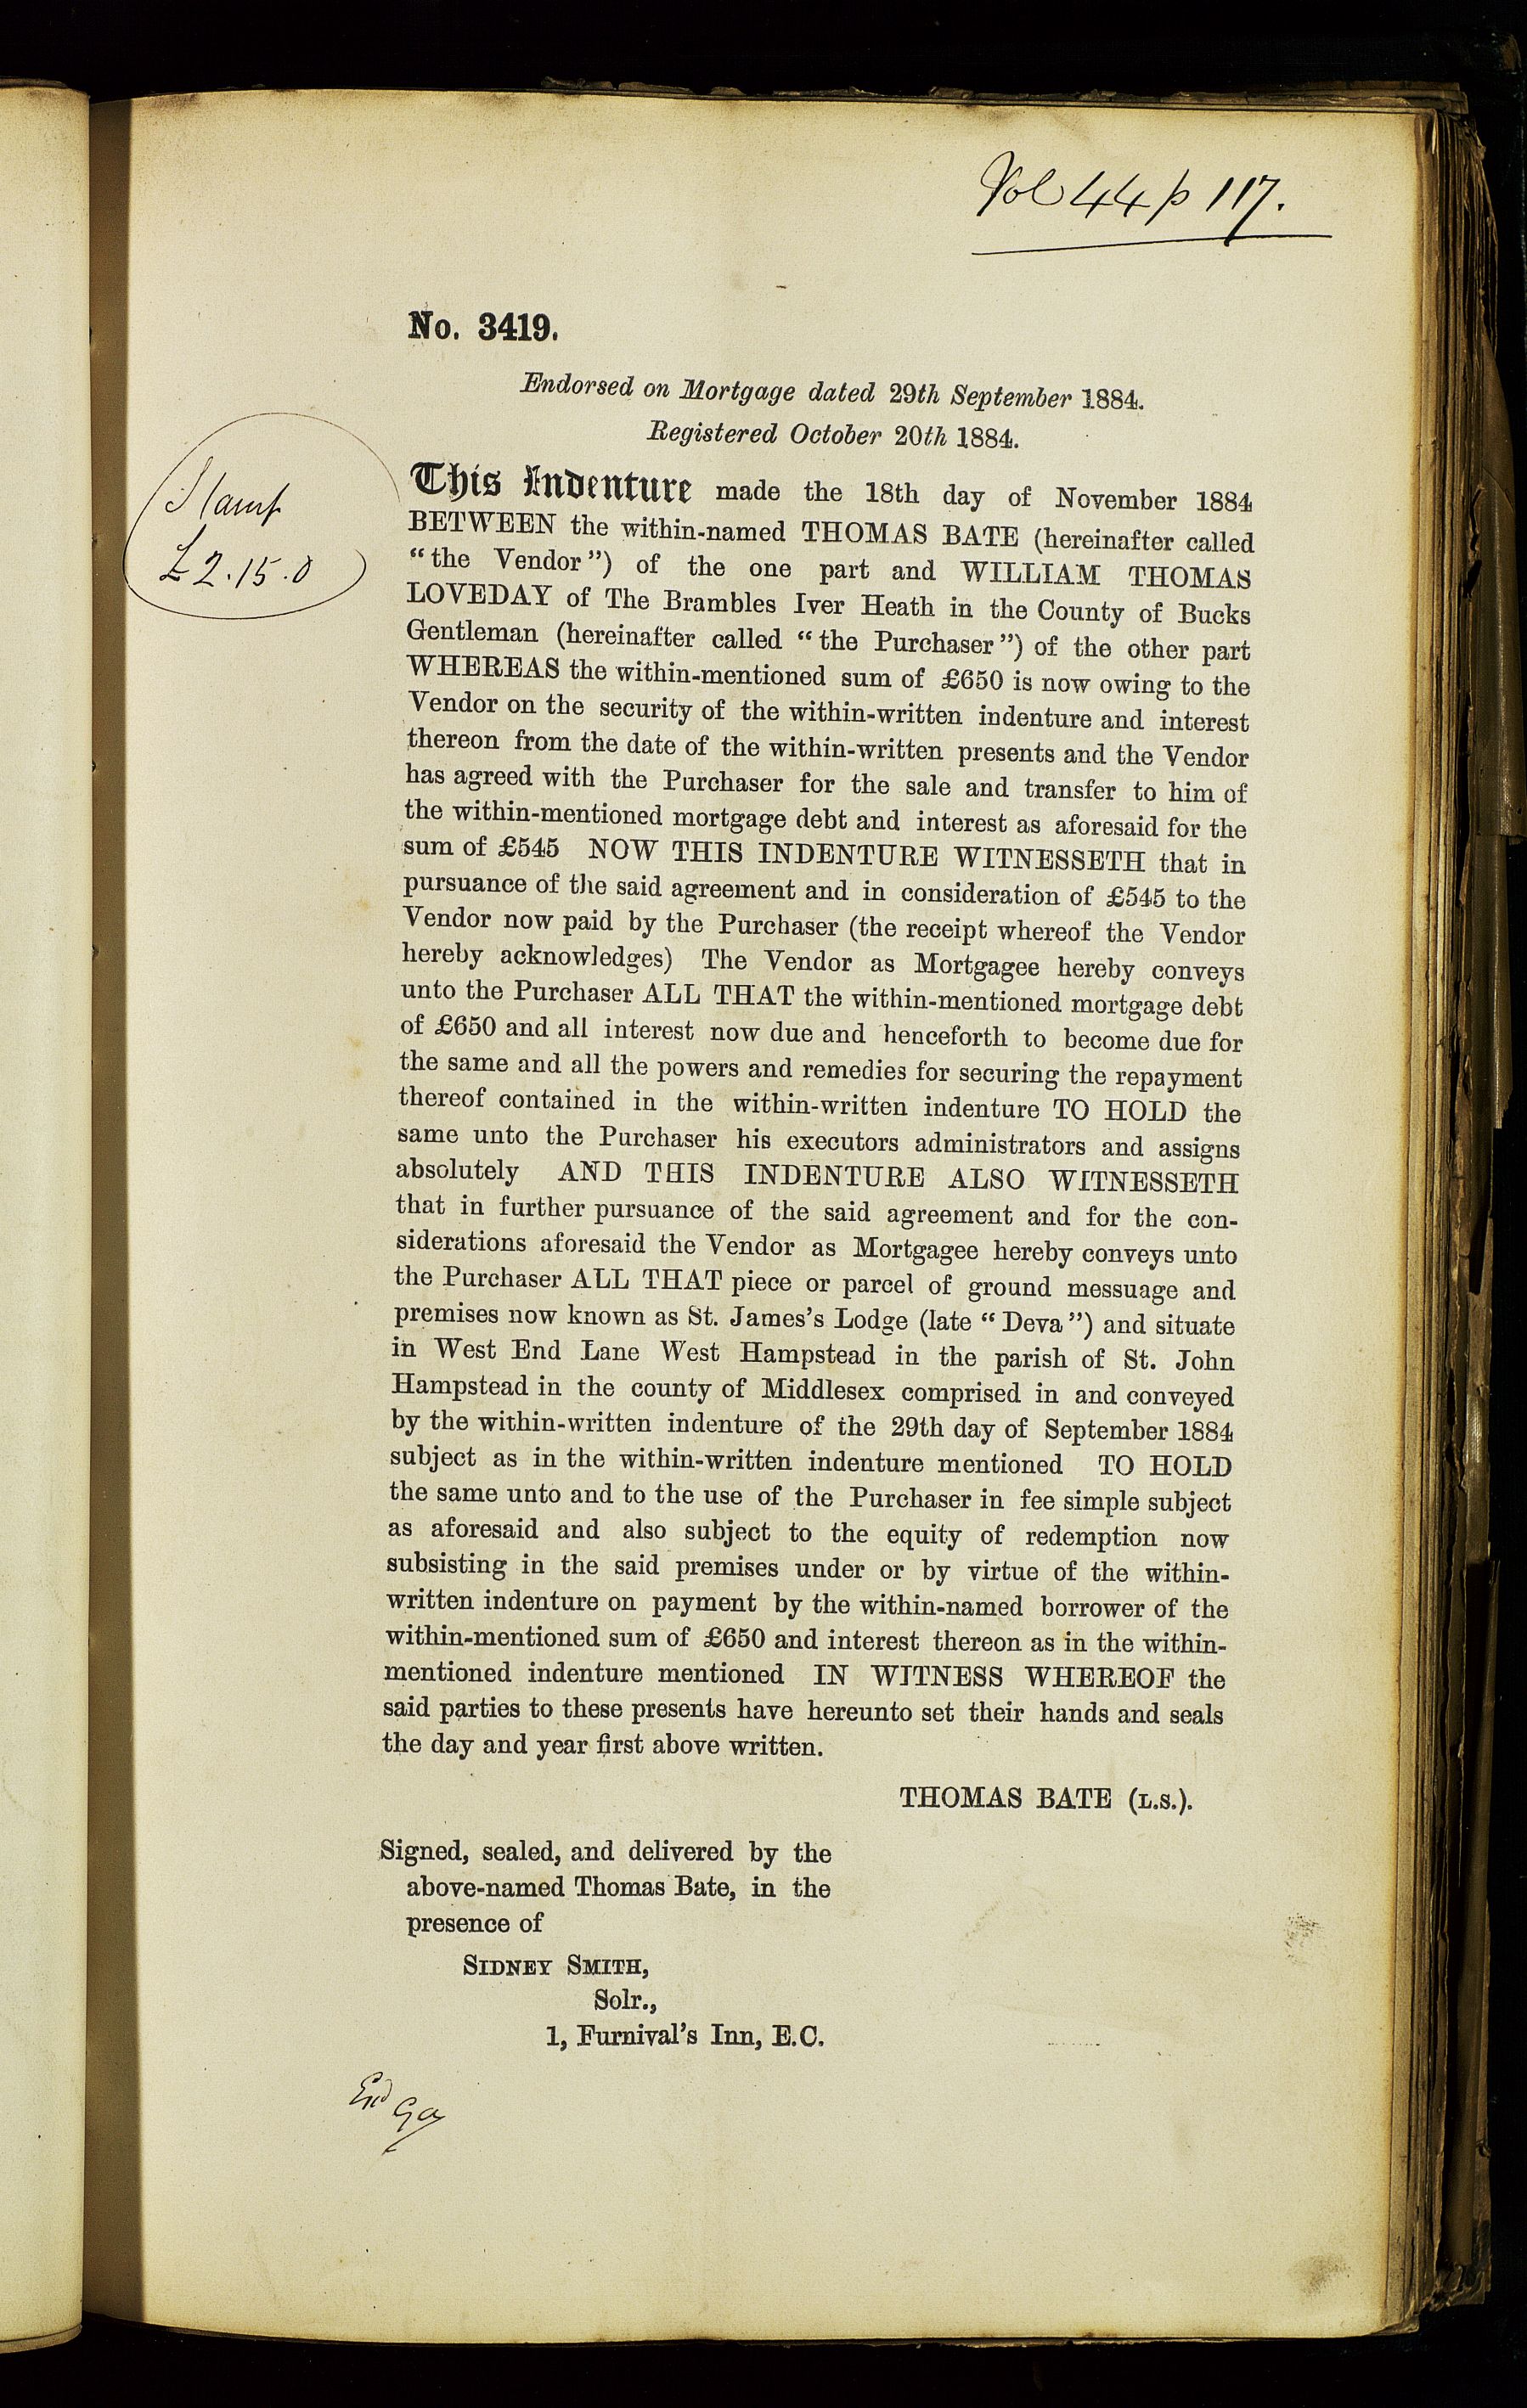 Vol 44 p 117.
No. 3419.
Endorsed on Mortgage dated 29th September 1884.
Registered October 20th 1884.
Stamp
£2.15.0
This Indenture made the 18th day of November 1884
BETWEEN the within-named THOMAS BATE (hereinafter called
“the Vendor”) of the one part and WILLIAM THOMAS
LOVEDAY of The Brambles Iver Heath in the County of Bucks
Gentleman (hereinafter called “the Purchaser”) of the other part
WHEREAS the within-mentioned sum of £650 is now owing to the
Vendor on the security of the within-written indenture and interest
thereon from the date of the within-written presents and the Vendor
has agreed with the Purchaser for the sale and transfer to him of
the within-mentioned mortgage debt and interest as aforesaid for the
sum of £545 NOW THIS INDENTURE WITNESSETH that in
pursuance of the said agreement and in consideration of £545 to the
Vendor now paid by the Purchaser (the receipt whereof the Vendor
hereby acknowledges) The Vendor as Mortgagee hereby conveys
unto the Purchaser ALL THAT the within-mentioned mortgage debt
of £650 and all interest now due and henceforth to become due for
the same and all the powers and remedies for securing the repayment
thereof contained in the within-written indenture TO HOLD the
same unto the Purchaser his executors administrators and assigns
absolutely AND THIS INDENTURE ALSO WITNESSETH
that in further pursuance of the said agreement and for the con-
siderations aforesaid the Vendor as Mortgagee hereby conveys unto
the Purchaser ALL THAT piece or parcel of ground messuage and
premises now known as St. James’s Lodge (late “Deva”) and situate
in West End Lane West Hampstead in the parish of St. John
Hampstead in the county of Middlesex comprised in and conveyed
by the within-written indenture of the 29th day of September 1884
subject as in the within-written indenture mentioned TO HOLD
the same unto and to the use of the Purchaser in fee simple subject
as aforesaid and also subject to the equity of redemption now
subsisting in the said premises under or by virtue of the within-
written indenture on payment by the within-named borrower of the
within-mentioned sum of £650 and interest thereon as in the within-
mentioned indenture mentioned IN WITNESS WHEREOF the
said parties to these presents have hereunto set their hands and seals
the day and year first above written.
THOMAS BATE (L.S.).
Signed, sealed, and delivered by the
above-named Thomas Bate, in the
presence of
SIDNEY SMITH,
Solr.,
1, Furnival’s Inn, E.C.